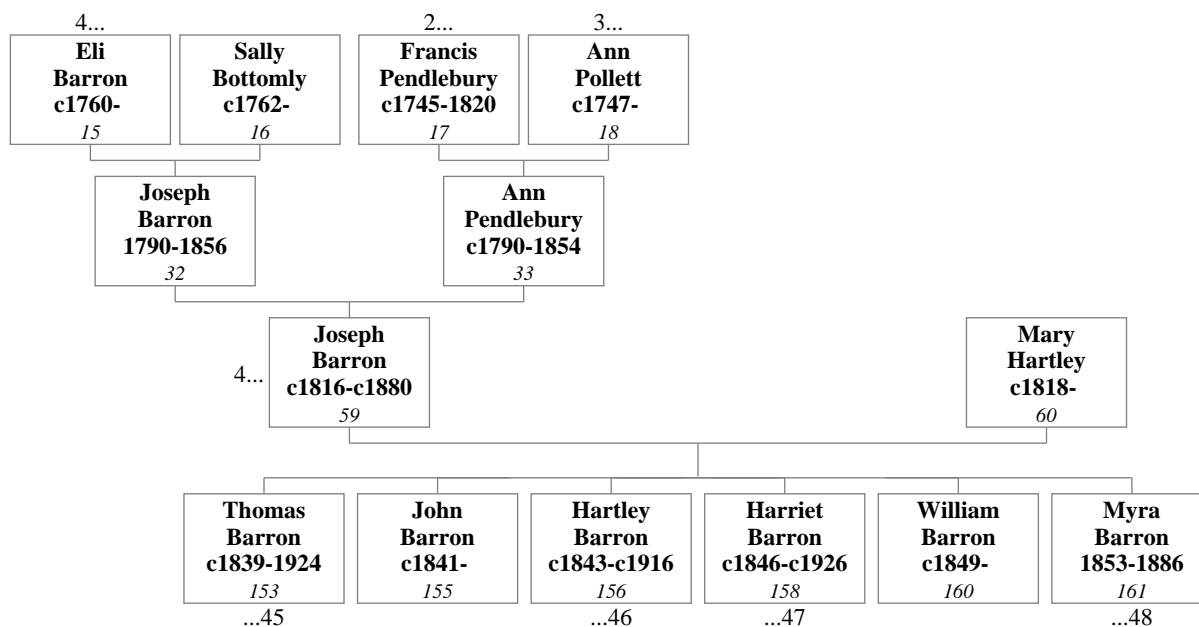 4...
2...
3...
Eli
Barron
c1760-
15
Sally
Bottomly
c1762-
16
Francis
Pendlebury
c1745-1820
17
Ann
Pollett
c1747-
18
Joseph
Barron
1790-1856
32
Ann
Pendlebury
c1790-1854
33
4...
Joseph
Barron
c1816-c1880
59
Mary
Hartley
c1818-
60
Thomas
Barron
c1839-1924
153
John
Barron
c1841-
155
Hartley
Barron
c1843-c1916
156
Harriet
Barron
c1846-c1926
158
William
Barron
c1849-
160
Myra
Barron
1853-1886
161
...45
...46
...47
...48